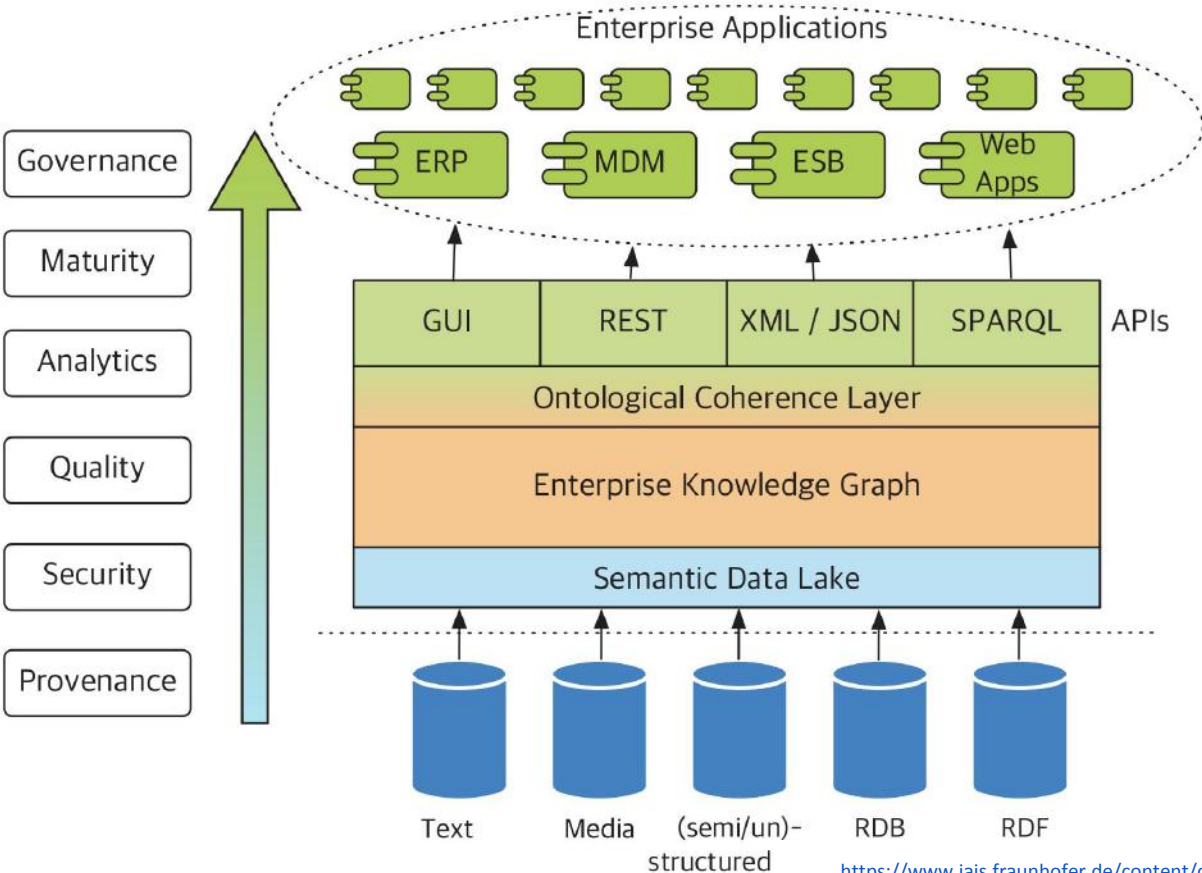 Enterprise Applications
ERP
MDM
ESB
Web
Apps
Governance
Maturity
Analytics
Quality
Security
Provenance
GUI
REST
XML / JSON
SPARQL
APIs
Ontological Coherence Layer
Enterprise Knowledge Graph
Semantic Data Lake
Text
Media
(semi/un)-
structured
RDB
RDF